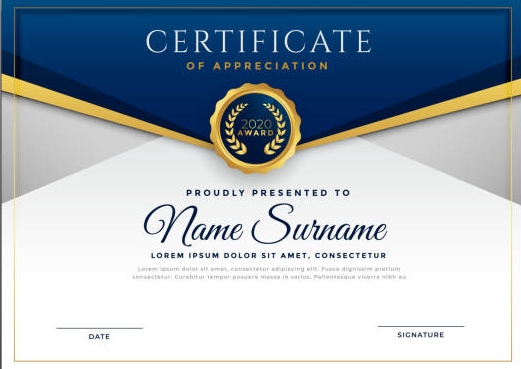 CERTIFICATE
OF APPRECIATION
2020
AWARD
PROUDLY PRESENTED TO
Name Surname
LOREM IPSUM DOLOR SIT AMET, CONSECTETUR
Lorem ipsum dolor sit amet, consectetur adipiscing elit. Fusce dignissim pretium
consectetur. Curabitur tempor posuere massa in varius. Pellentesque viverra nibh eu
DATE
SIGNATURE